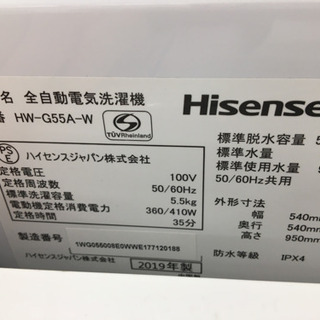 名 全自動電気洗濯機
番 HW-G55A-W
TÜVRheinland
Hisense
PS
E
ハイセンスジャパン株式会社
定格電圧 100V
定格周波数 50/60Hz
標準洗濯容量 5.5kg
電動機定格消費電力 360/410W
定格時間 35分
製造番号
ハイセンスジャパン株式会社 2019年製
標準脱水容量 5
標準水量
標準使用水量 9
50/60Hz共用
外形寸法
幅 540mm
奥行 540mm
高さ 950mm
防水等級 IPX4